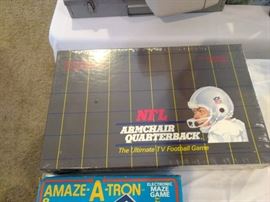 NFL
ARMCHAIR
QUARTERBACK
The Ultimate TV Football Game
AMAZE-A-TRON
ELECTRONIC
MAZE GAME